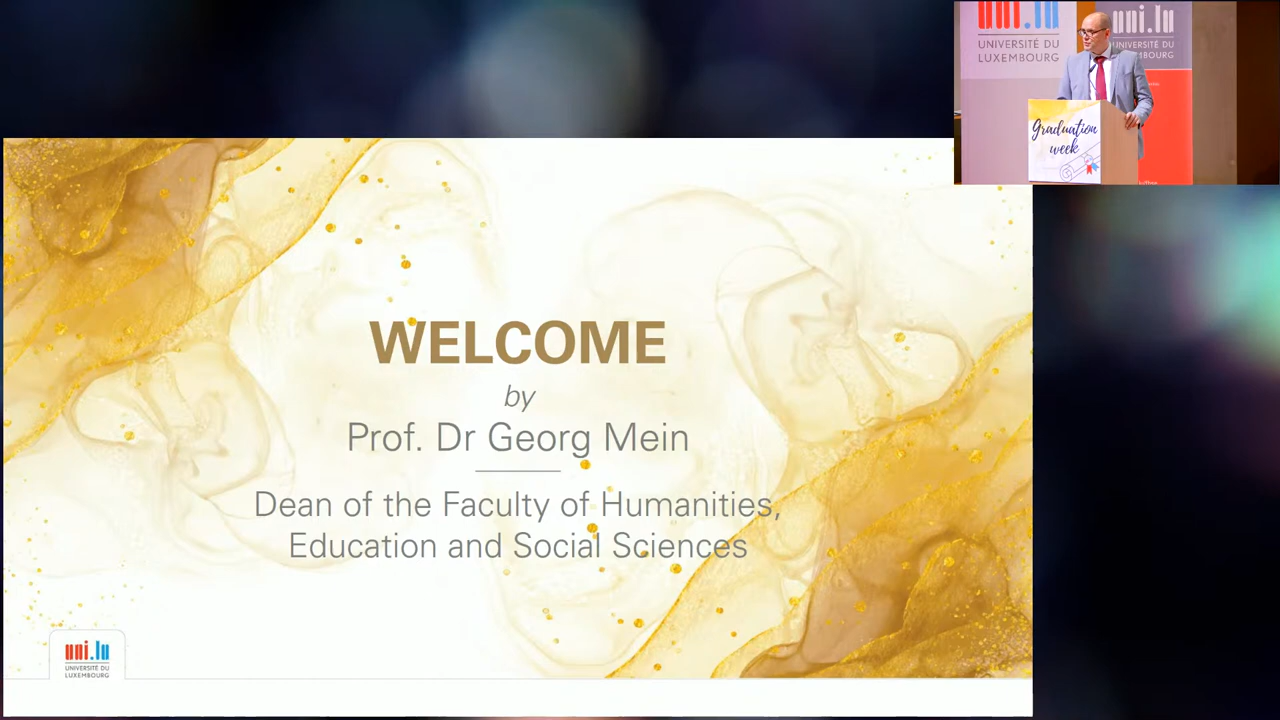 uni.lu
UNIVERSITÉ DU
LUXEMBOURG
uni.lu
UNIVERSITÉ DU
LUXEMBOURG
Graduation
week
WELCOME
by
Prof. Dr Georg Mein
Dean of the Faculty of Humanities,
Education and Social Sciences
uni.lu
UNIVERSITÉ DU
LUXEMBOURG